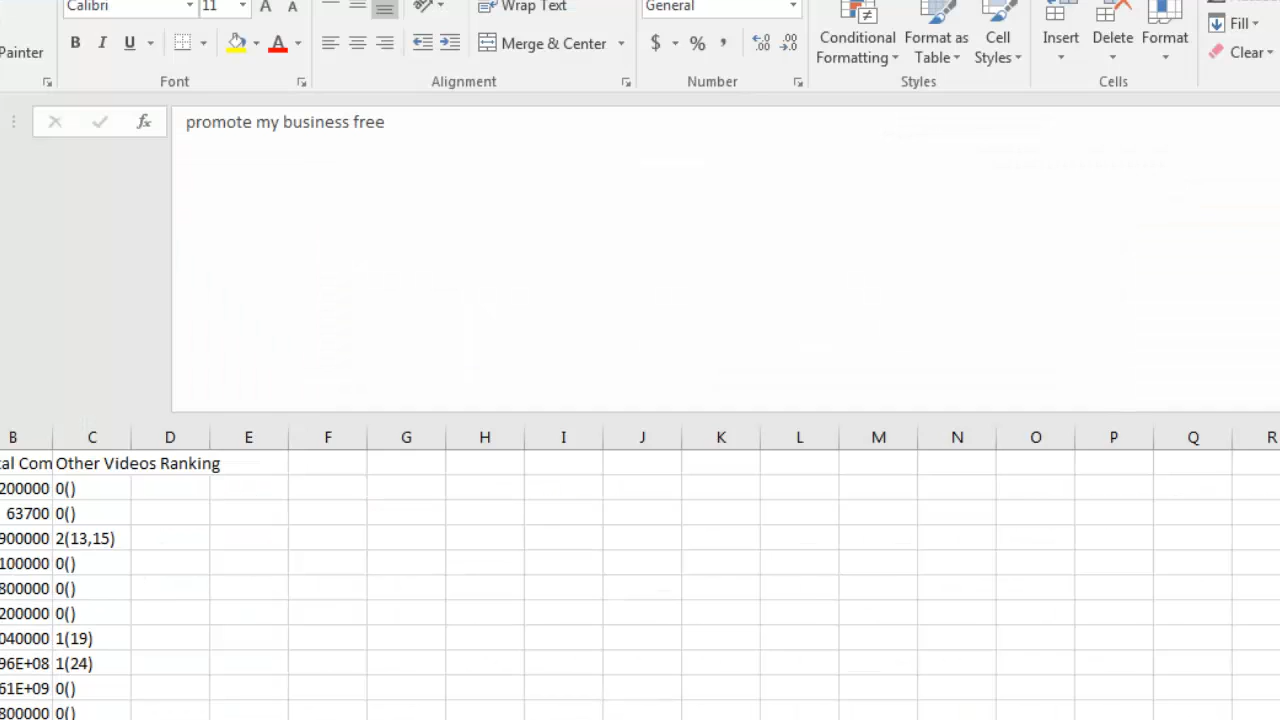 Calibri 11 A A Wrap Text General
Painter B I U A Merge & Center $ % , Conditional Formatting Format as Table Cell Styles Insert Delete Format Fill Clear
Font Alignment Number Styles Cells
fx promote my business free
B C D E F G H I J K L M N O P Q R
tal Com Other Videos Ranking
200000 0()
63700 0()
900000 2(13,15)
100000 0()
800000 0()
200000 0()
040000 1(19)
96E+08 1(24)
61E+09 0()
800000 0()